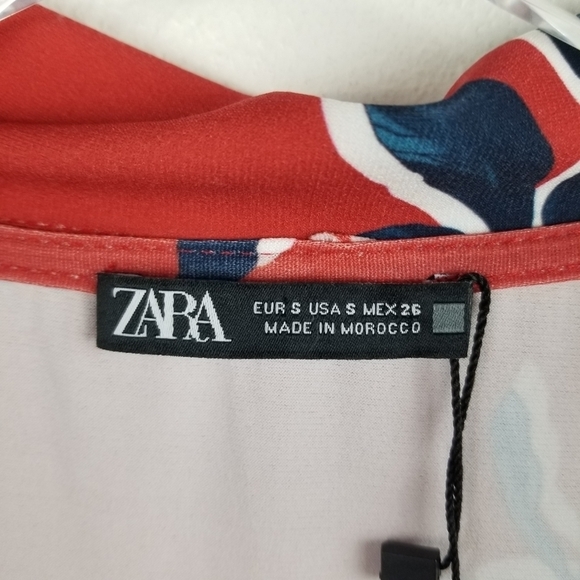 ZARA
EUR S USA S MEX 26
MADE IN MOROCCO